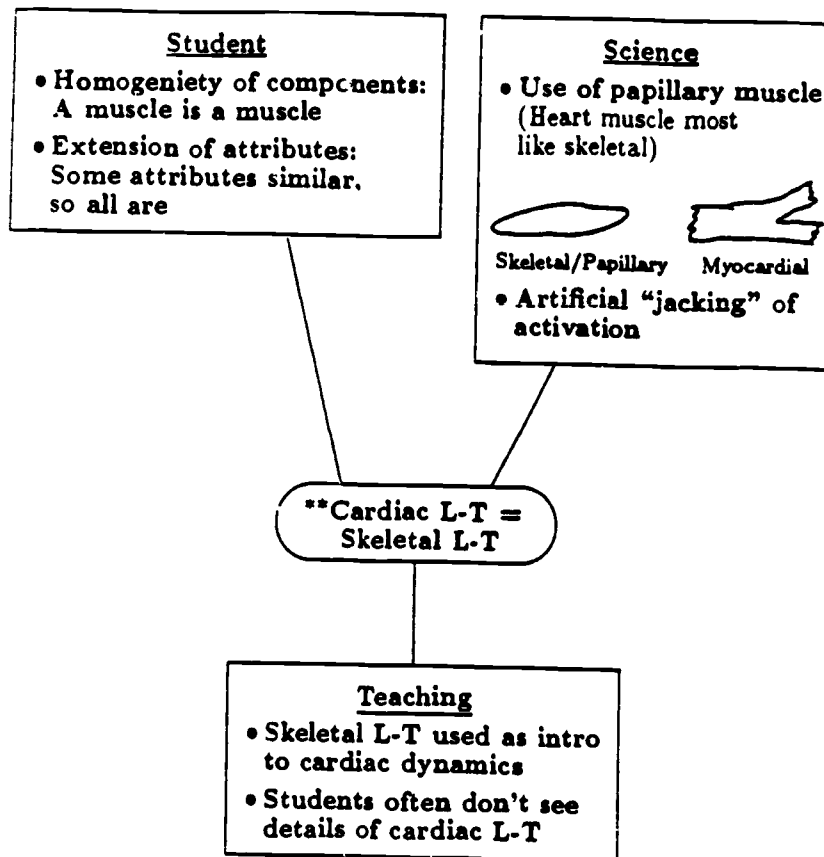 Student
• Homogeniety of components:
A muscle is a muscle
• Extension of attributes:
Some attributes similar,
so all are
Science
• Use of papillary muscle
(Heart muscle most
like skeletal)
Skeletal/Papillary
Myocardial
• Artificial “jacking” of
activation
**Cardiac L-T =
Skeletal L-T
Teaching
• Skeletal L-T used as intro
to cardiac dynamics
• Students often don't see
details of cardiac L-T